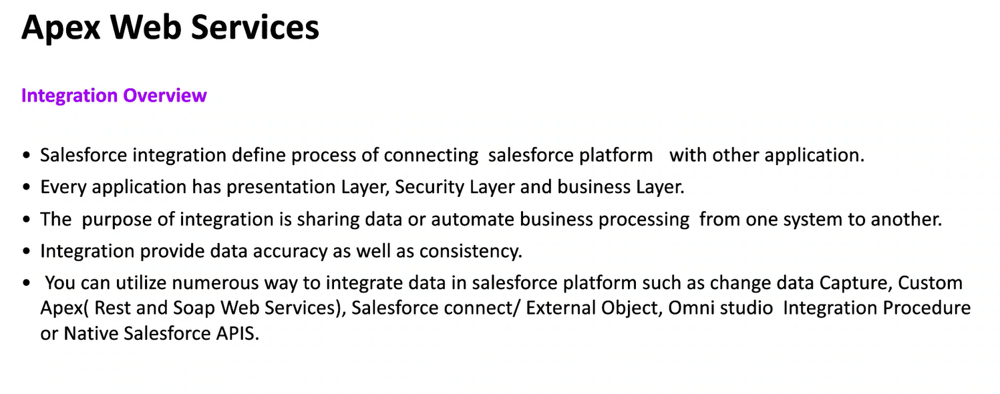 Apex Web Services
Integration Overview
• Salesforce integration define process of connecting  salesforce platform   with other application.
• Every application has presentation Layer, Security Layer and business Layer.
• The  purpose of integration is sharing data or automate business processing  from one system to another.
• Integration provide data accuracy as well as consistency.
•  You can utilize numerous way to integrate data in salesforce platform such as change data Capture, Custom
Apex( Rest and Soap Web Services), Salesforce connect/ External Object, Omni studio  Integration Procedure
or Native Salesforce APIS.